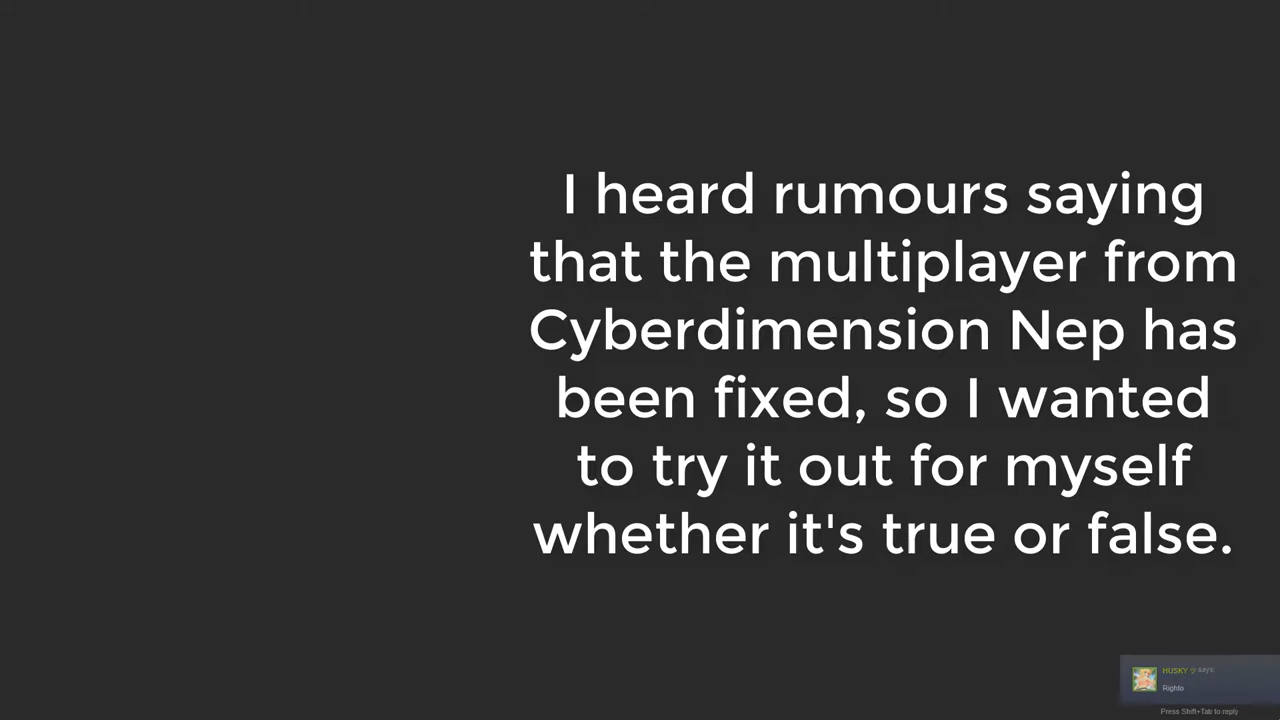 I heard rumours saying
that the multiplayer from
Cyberdimension Nep has
been fixed, so I wanted
to try it out for myself
whether it's true or false.
HUSKY says:
Righto
Press Shift+Tab to reply